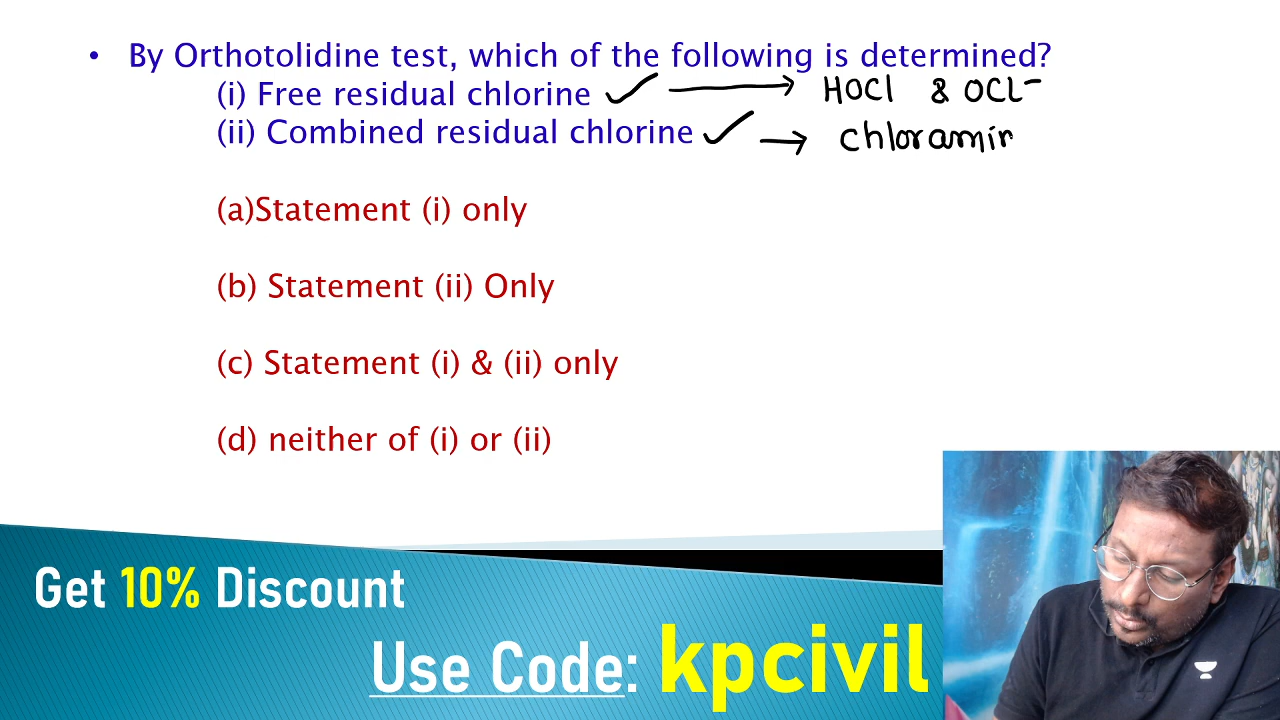 • By Orthotolidine test, which of the following is determined?
(i) Free residual chlorine ✓ → HOCl & OCl⁻
(ii) Combined residual chlorine ✓ → chloramin
(a)Statement (i) only
(b) Statement (ii) Only
(c) Statement (i) & (ii) only
(d) neither of (i) or (ii)
Get 10% Discount
Use Code: kpcivil